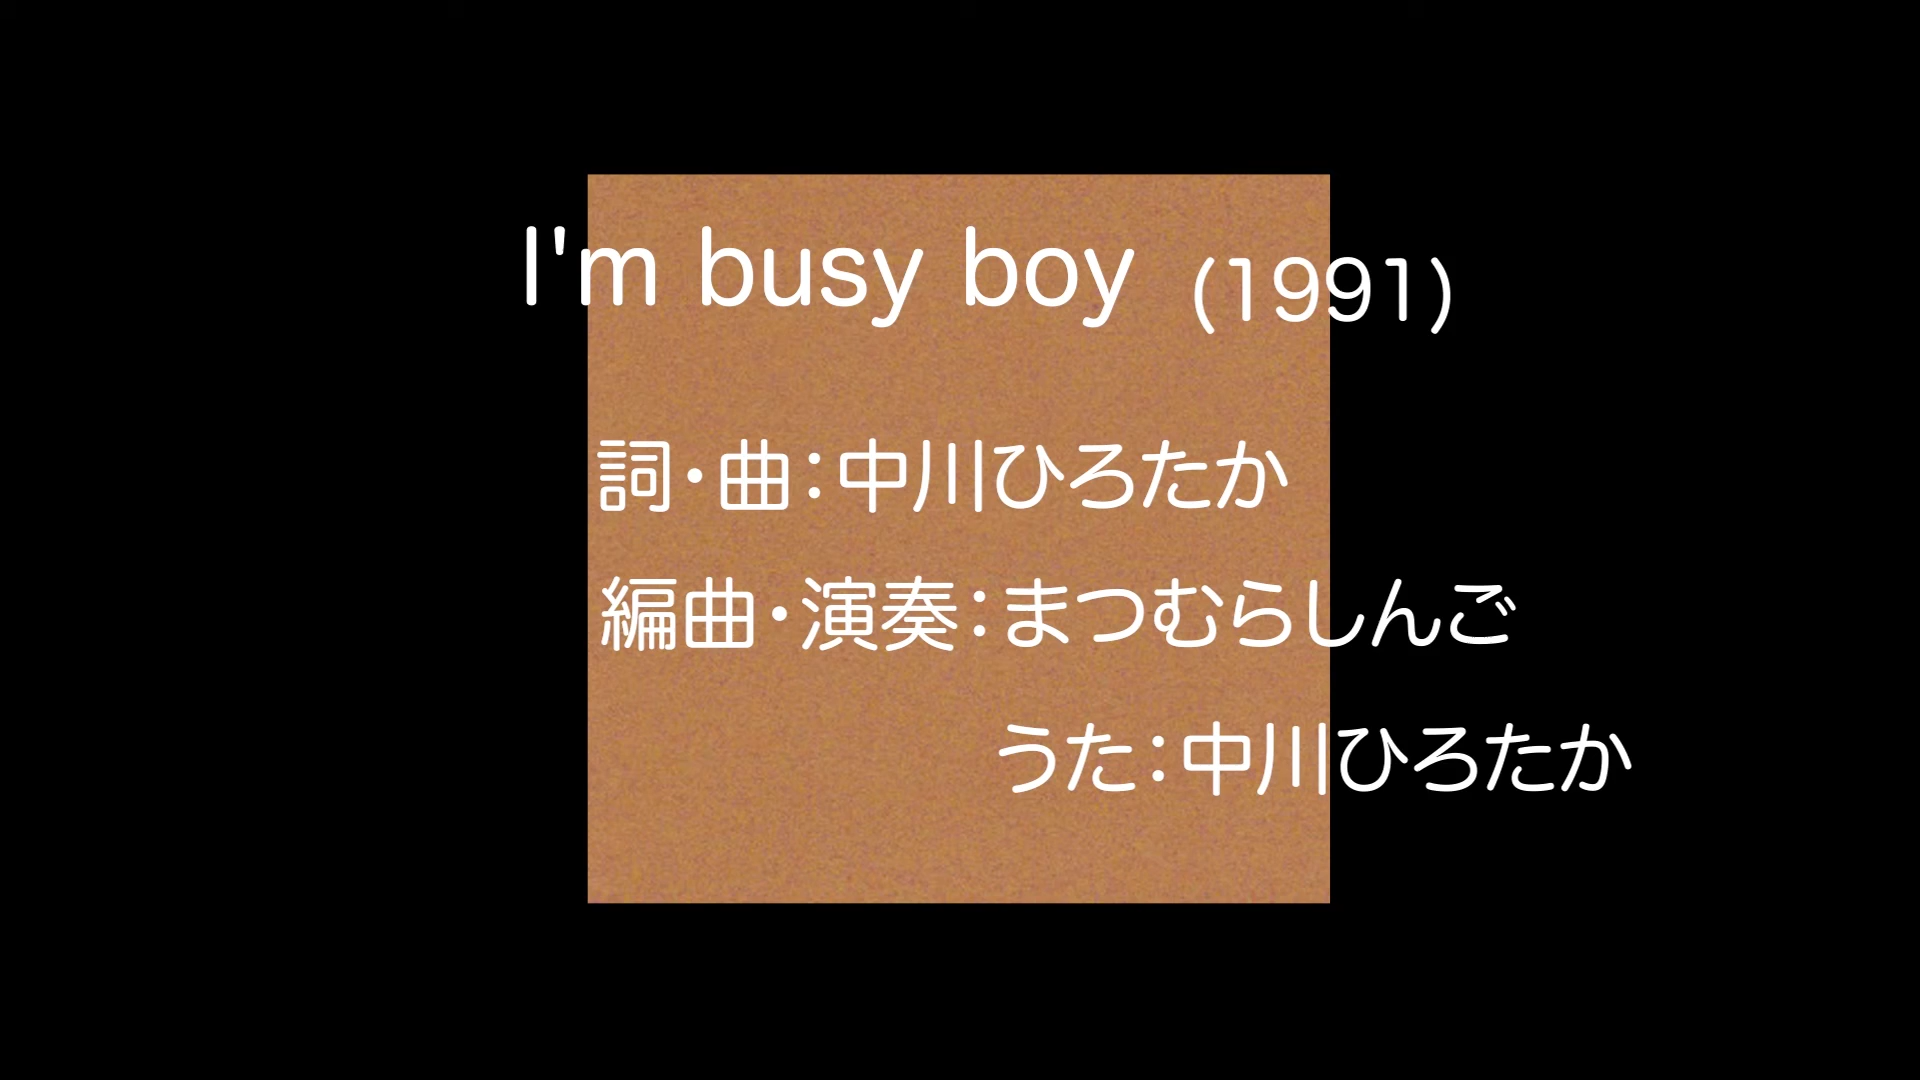 I'm busy boy (1991)
詞・曲：中川ひろたか
編曲・演奏：まつむらしんご
うた：中川ひろたか